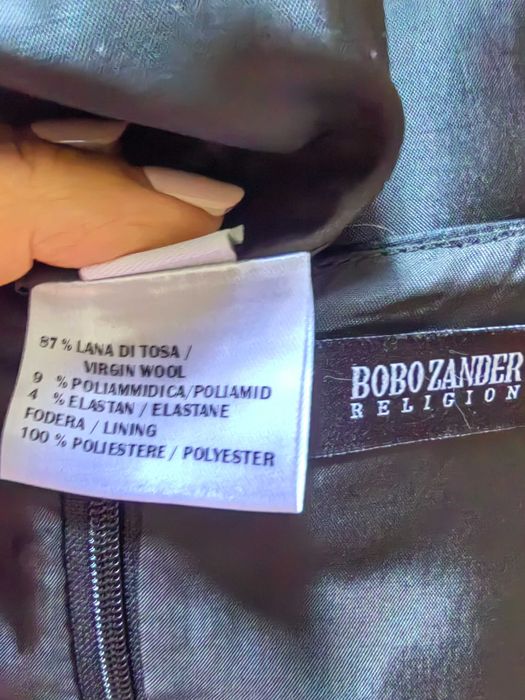 87 % LANA DI TOSA /
VIRGIN WOOL
9 % POLIAMMIDICA/POLIAMID
4 % ELASTAN / ELASTANE
FODERA / LINING
100 % POLIESTERE / POLYESTER
BOBO ZANDER
RELIGION